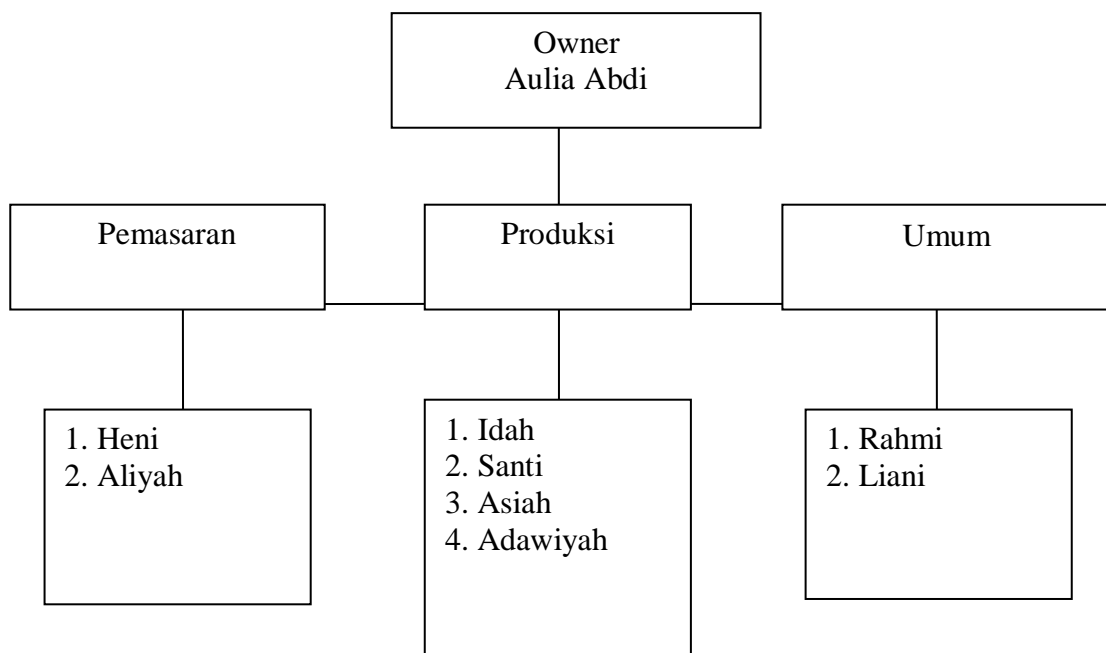 Owner
Aulia Abdi
Pemasaran
Produksi
Umum
1. Heni
2. Aliyah
1. Idah
2. Santi
3. Asiah
4. Adawiyah
1. Rahmi
2. Liani